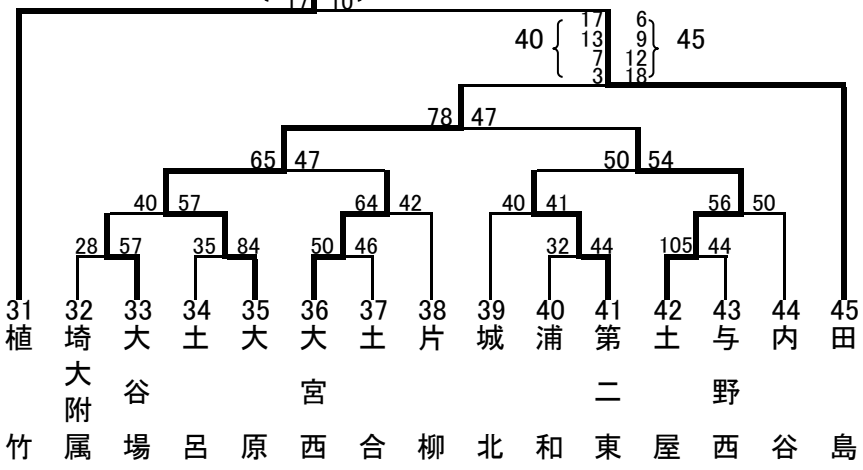 17 10
17 6
40 13 9 45
7 12
3 18
78 47
65 47 50 54
40 57 64 42 40 41 56 50
28 57 35 84 50 46 32 44 105 44
31 32 33 34 35 36 37 38 39 40 41 42 43 44 45
植竹
埼大附属
大谷場
土呂
大原
大宮西
土合
片柳
城北
浦和
第二東
土屋
与野西
内谷
田島